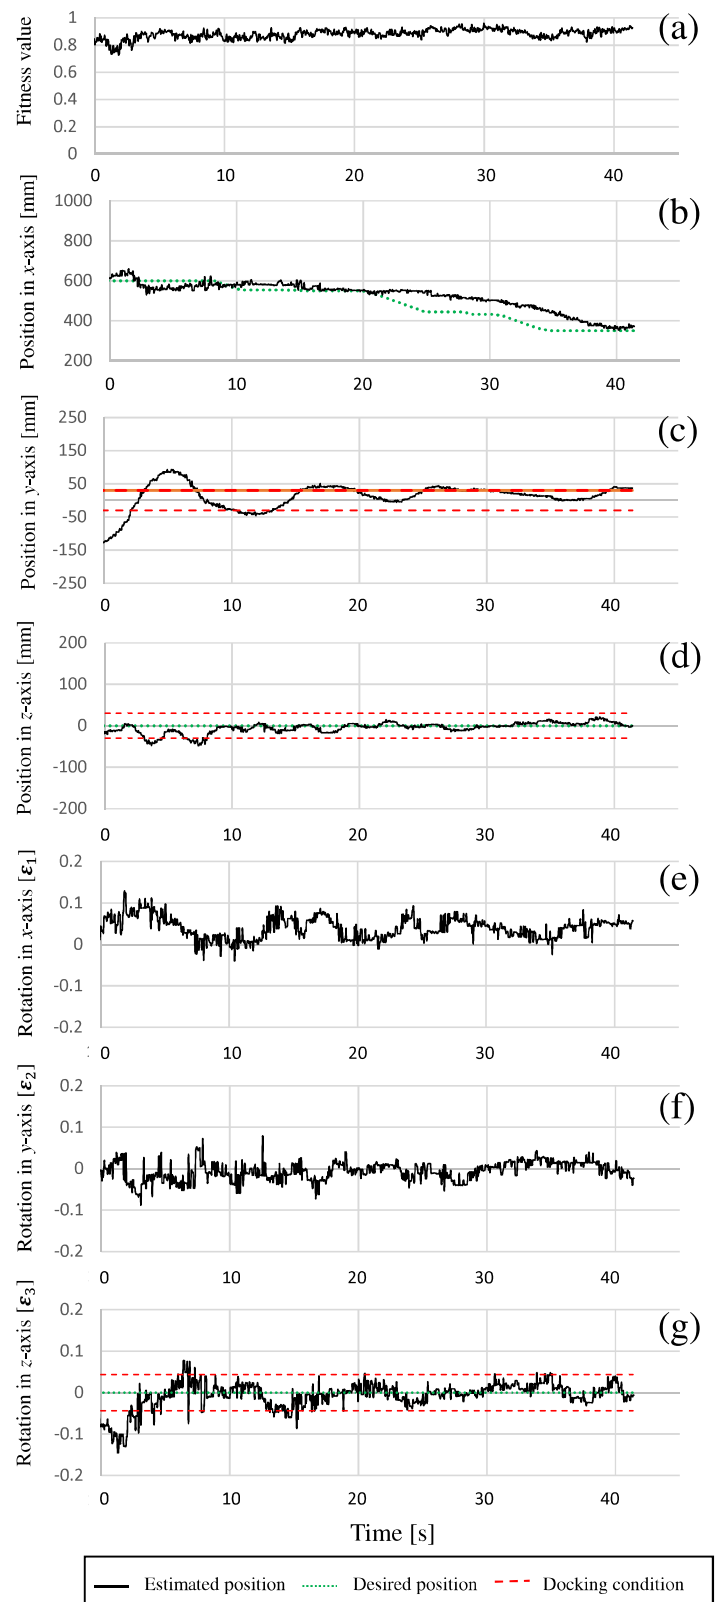 Fitness value
1
0.8
0.6
0.4
0.2
0
(a)
0 10 20 30 40
Position in x-axis [mm]
1000
800
600
400
200
(b)
0 10 20 30 40
Position in y-axis [mm]
250
150
50
-50
-150
-250
(c)
0 10 20 30 40
Position in z-axis [mm]
200
100
0
-100
-200
(d)
0 10 20 30 40
Rotation in x-axis [ε1]
0.2
0.1
0
-0.1
-0.2
(e)
0 10 20 30 40
Rotation in y-axis [ε2]
0.2
0.1
0
-0.1
-0.2
(f)
0 10 20 30 40
Rotation in z-axis [ε3]
0.2
0.1
0
-0.1
-0.2
(g)
0 10 20 30 40
Time [s]
Estimated position Desired position Docking condition